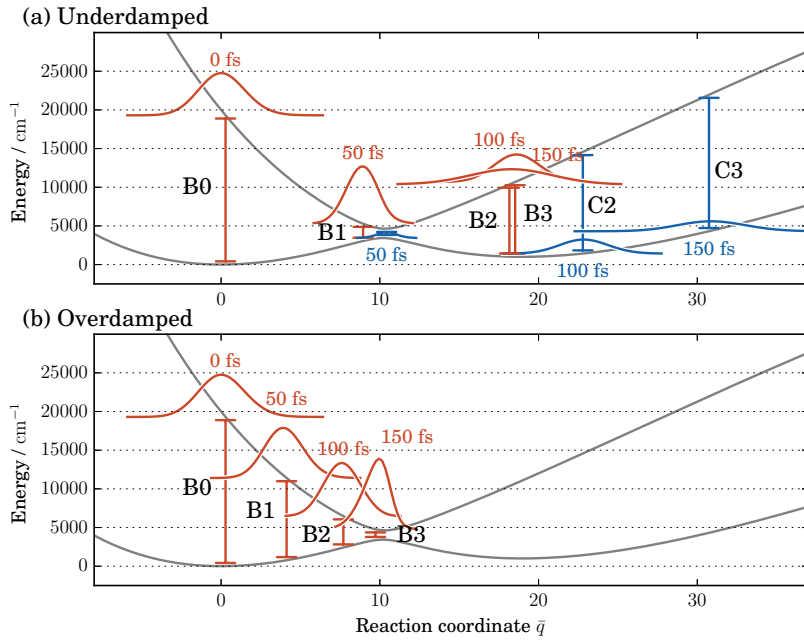 (a) Underdamped
0 fs
25000
20000
15000
10000
5000
0
Energy / cm⁻¹
50 fs
100 fs
150 fs
B0
B1
B2
B3
C2
C3
50 fs
100 fs
150 fs
0
10
20
30
(b) Overdamped
0 fs
50 fs
100 fs
150 fs
25000
20000
15000
10000
5000
0
Energy / cm⁻¹
B0
B1
B2
B3
0
10
20
30
Reaction coordinate q̄